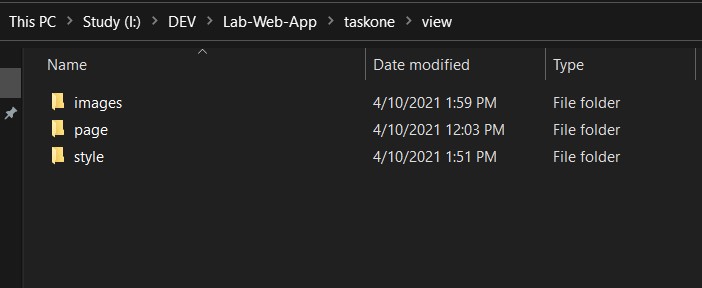 This PC > Study (I:) > DEV > Lab-Web-App > taskone > view
Name Date modified Type
images 4/10/2021 1:59 PM File folder
page 4/10/2021 12:03 PM File folder
style 4/10/2021 1:51 PM File folder